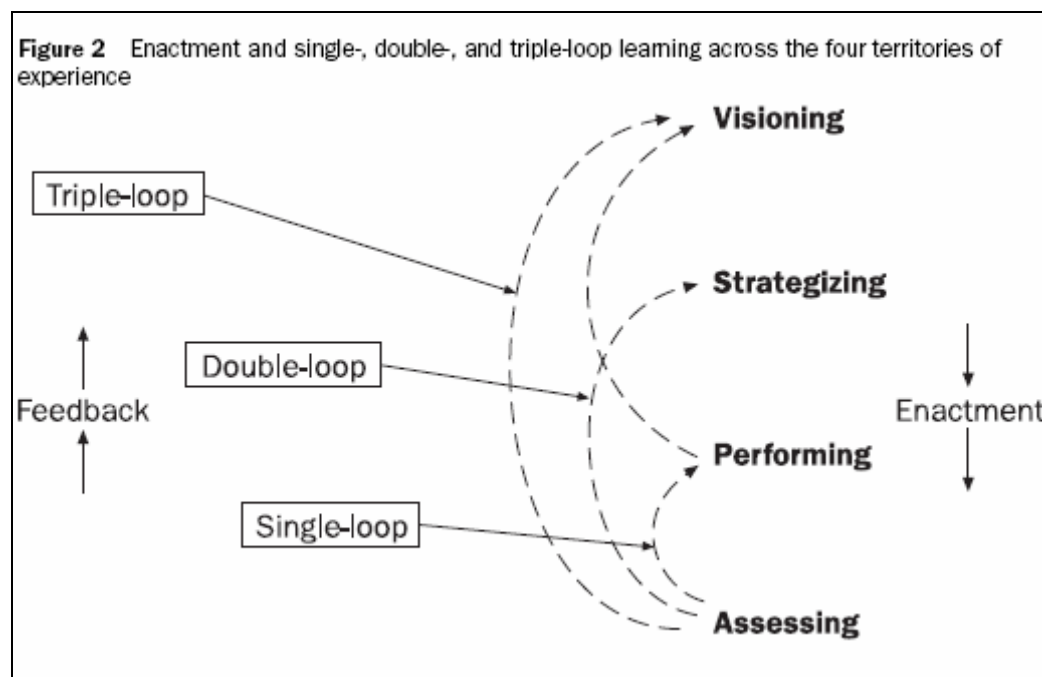 Figure 2 Enactment and single-, double-, and triple-loop learning across the four territories of
experience
Visioning
Triple-loop
Strategizing
Double-loop
Feedback
Enactment
Performing
Single-loop
Assessing